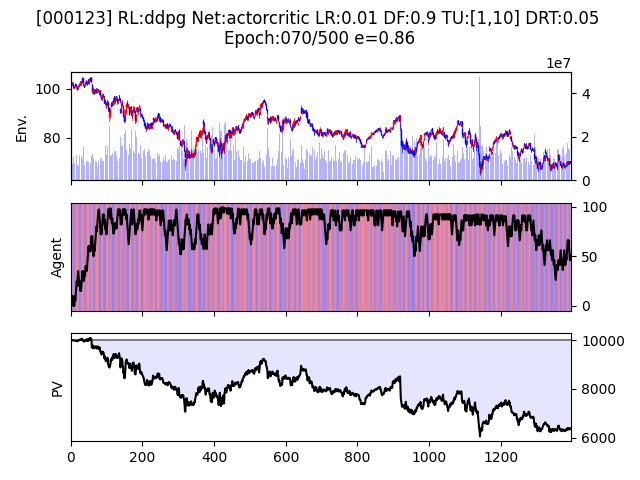 [000123] RL:ddpg Net:actorcritic LR:0.01 DF:0.9 TU:[1,10] DRT:0.05
Epoch:070/500 e=0.86
1e7
Env.
100
80
4
2
0
Agent
100
50
0
PV
10000
8000
6000
0 200 400 600 800 1000 1200